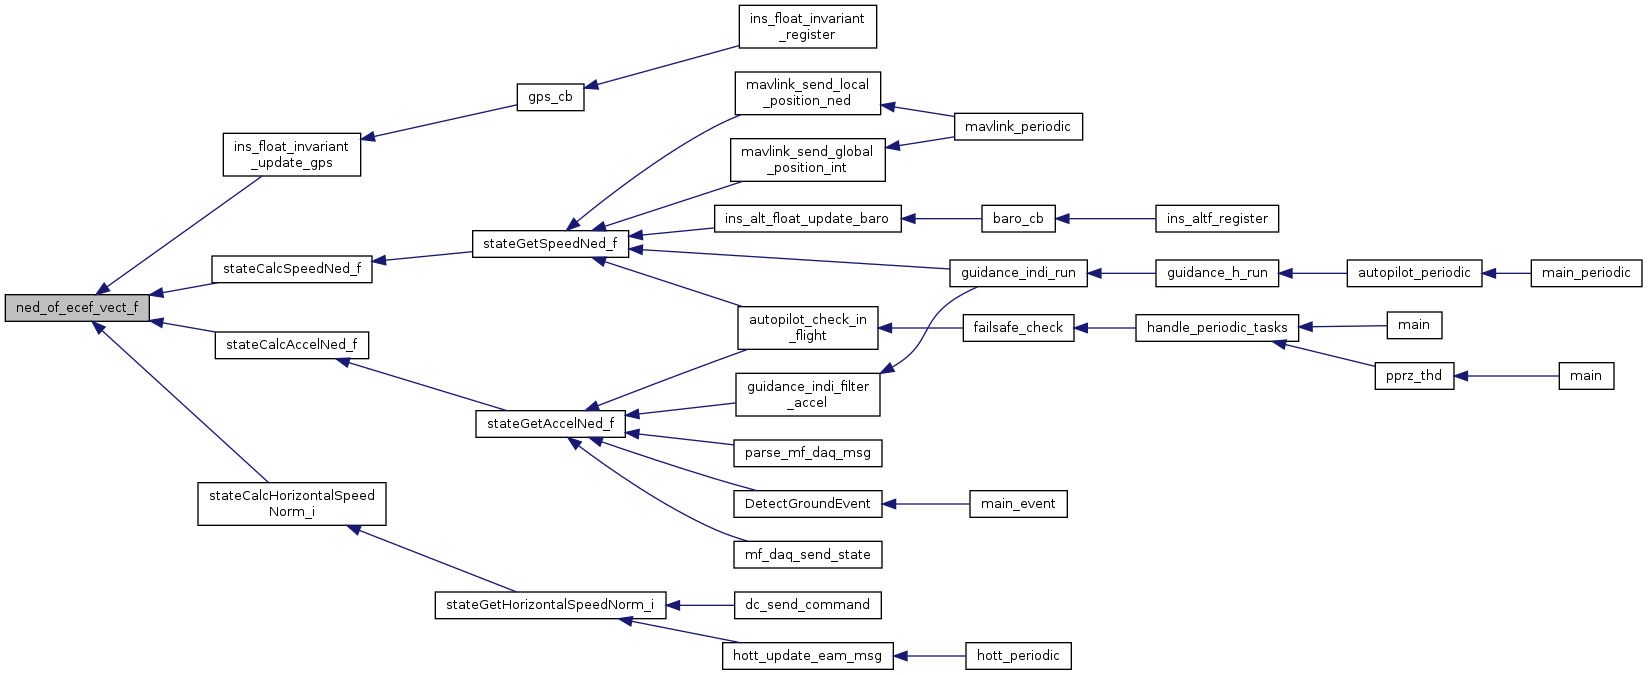 ins_float_invariant
_register
mavlink_send_local
_position_ned
gps_cb
mavlink_periodic
ins_float_invariant
_update_gps
mavlink_send_global
_position_int
ins_alt_float_update_baro
baro_cb
ins_altf_register
stateGetSpeedNed_f
stateCalcSpeedNed_f
guidance_indi_run
guidance_h_run
autopilot_periodic
main_periodic
ned_of_ecef_vect_f
autopilot_check_in
_flight
failsafe_check
handle_periodic_tasks
main
stateCalcAccelNed_f
pprz_thd
main
guidance_indi_filter
_accel
stateGetAccelNed_f
parse_mf_daq_msg
stateCalcHorizontalSpeed
Norm_i
DetectGroundEvent
main_event
mf_daq_send_state
stateGetHorizontalSpeedNorm_i
dc_send_command
hott_update_eam_msg
hott_periodic